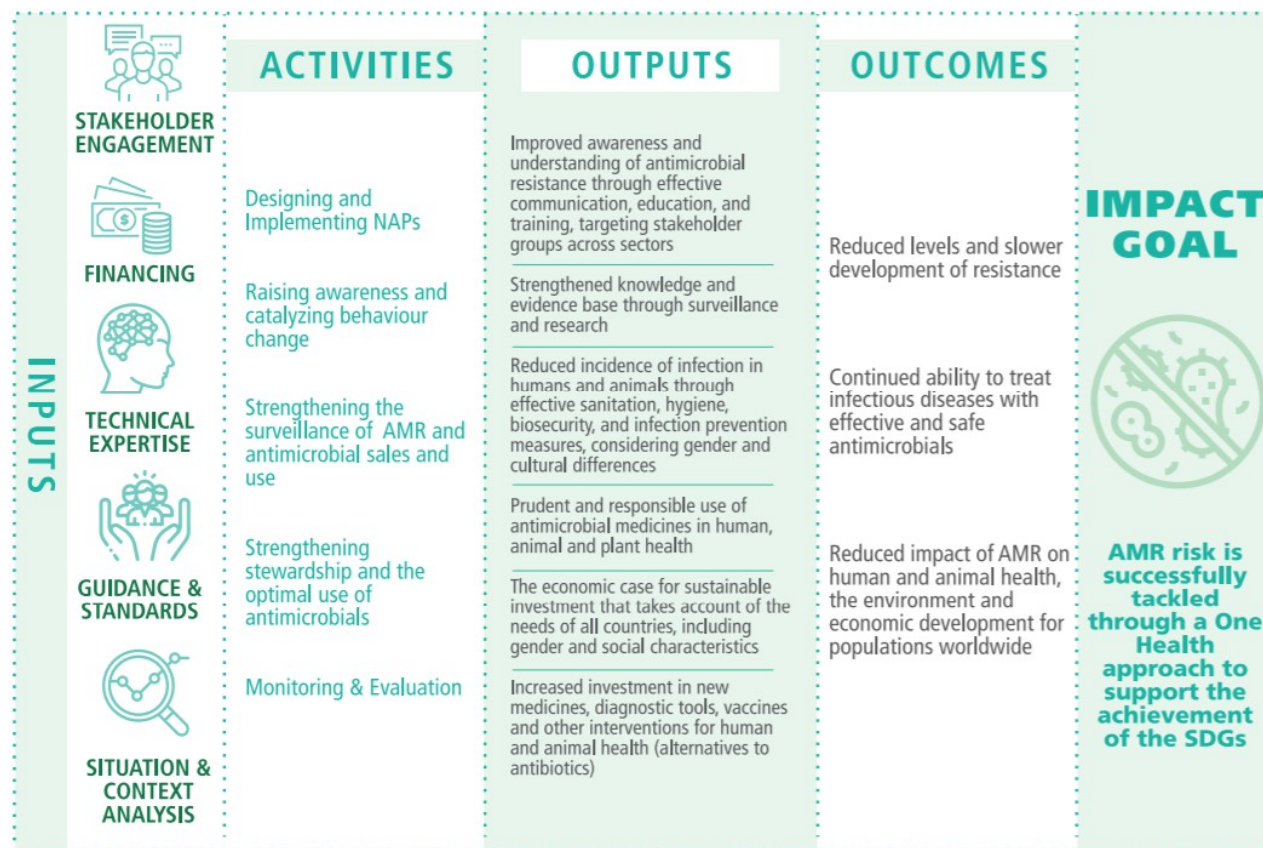 INPUTS
STAKEHOLDER
ENGAGEMENT
FINANCING
TECHNICAL
EXPERTISE
GUIDANCE &
STANDARDS
SITUATION &
CONTEXT
ANALYSIS
ACTIVITIES
Designing and
Implementing NAPs
Raising awareness and
catalyzing behaviour
change
Strengthening the
surveillance of AMR and
antimicrobial sales and
use
Strengthening
stewardship and the
optimal use of
antimicrobials
Monitoring & Evaluation
OUTPUTS
Improved awareness and
understanding of antimicrobial
resistance through effective
communication, education, and
training, targeting stakeholder
groups across sectors
Strengthened knowledge and
evidence base through surveillance
and research
Reduced incidence of infection in
humans and animals through
effective sanitation, hygiene,
biosecurity, and infection prevention
measures, considering gender and
cultural differences
Prudent and responsible use of
antimicrobial medicines in human,
animal and plant health
The economic case for sustainable
investment that takes account of the
needs of all countries, including
gender and social characteristics
Increased investment in new
medicines, diagnostic tools, vaccines
and other interventions for human
and animal health (alternatives to
antibiotics)
OUTCOMES
Reduced levels and slower
development of resistance
Continued ability to treat
infectious diseases with
effective and safe
antimicrobials
Reduced impact of AMR on
human and animal health,
the environment and
economic development for
populations worldwide
IMPACT
GOAL
AMR risk is
successfully
tackled
through a One
Health
approach to
support the
achievement
of the SDGs